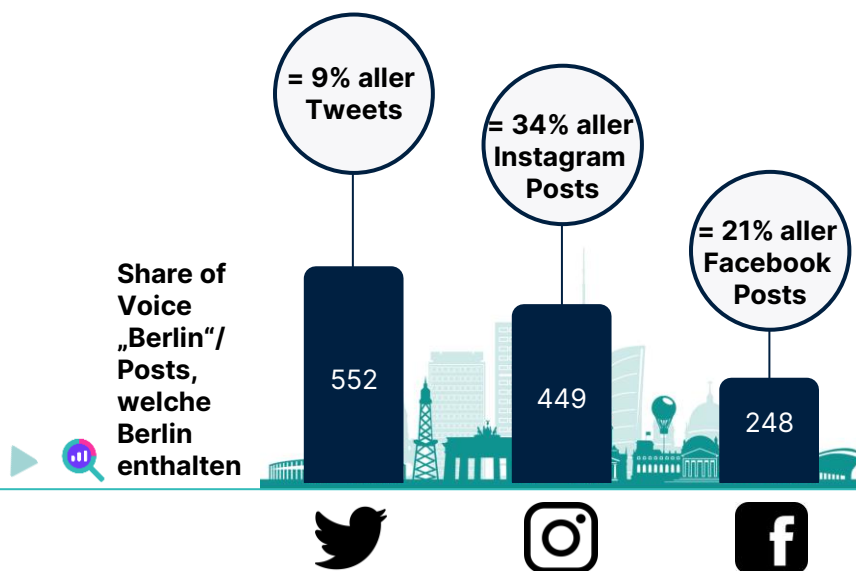 = 9% aller
Tweets
= 34% aller
Instagram
Posts
= 21% aller
Facebook
Posts
Share of
Voice
„Berlin“/
Posts,
welche
Berlin
enthalten
552
449
248